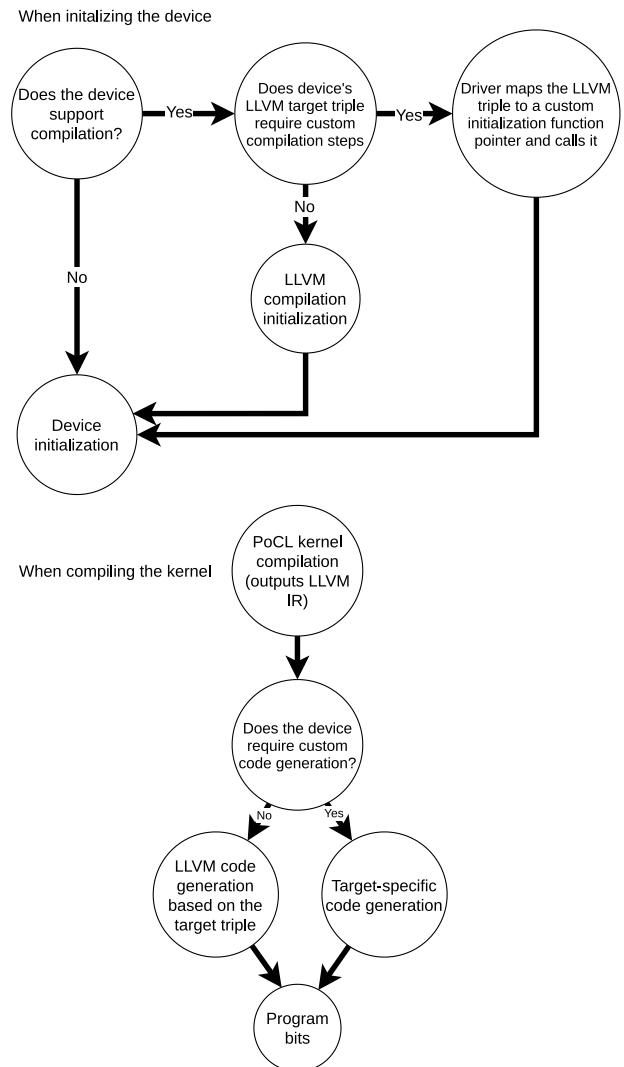 When initalizing the device
Does the device
support
compilation?
Yes
Does device's
LLVM target triple
require custom
compilation steps
Yes
Driver maps the LLVM
triple to a custom
initialization function
pointer and calls it
No
No
LLVM
compilation
initialization
Device
initialization
When compiling the kernel
PoCL kernel
compilation
(outputs LLVM
IR)
Does the device
require custom
code generation?
No
Yes
LLVM code
generation
based on the
target triple
Target-specific
code generation
Program
bits